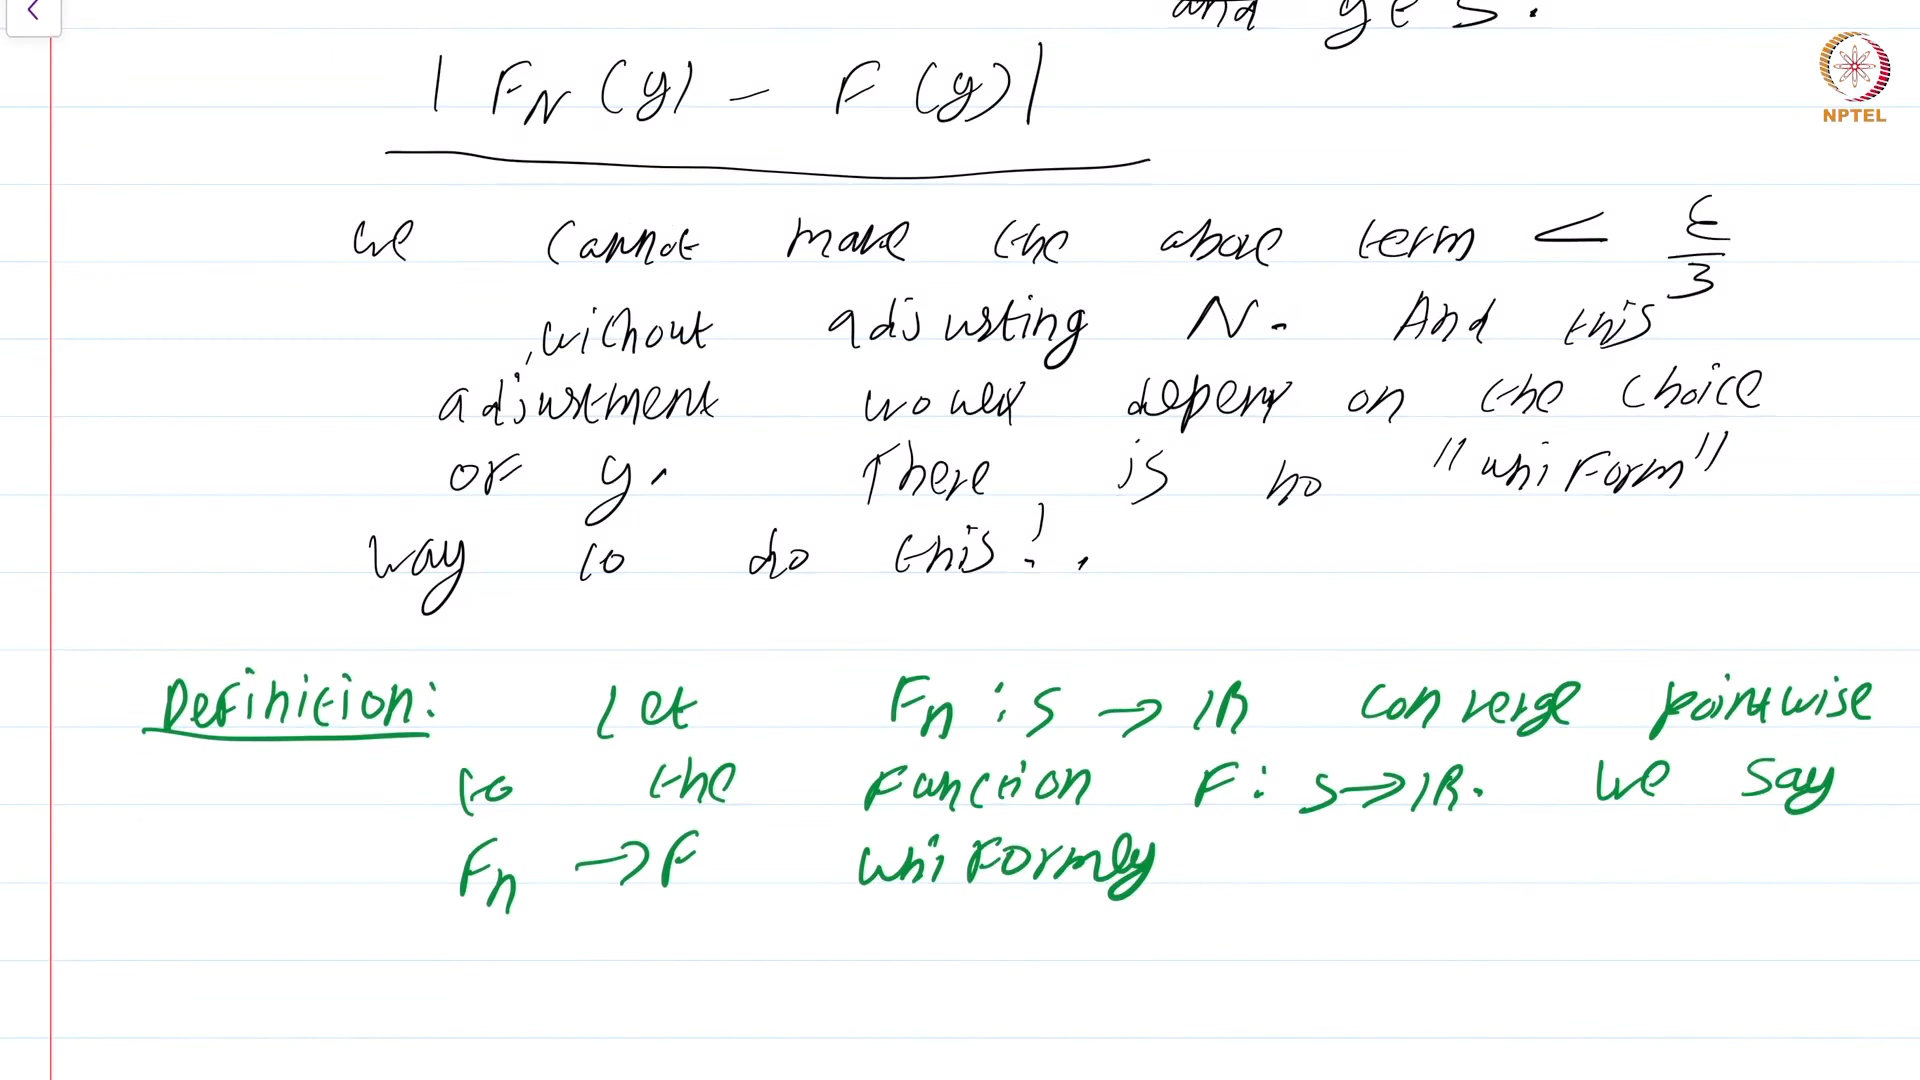 and y ∈ S.
| F_N (y) - F (y) |
NPTEL
we cannot make the above term < ε/3
without adjusting N. And this
adjustment would depend on the choice
of y. There is no "uniform"
way to do this!.
Definition: Let F_n : S → ℝ converge pointwise
to the function F : S → ℝ. We say
F_n → F uniformly